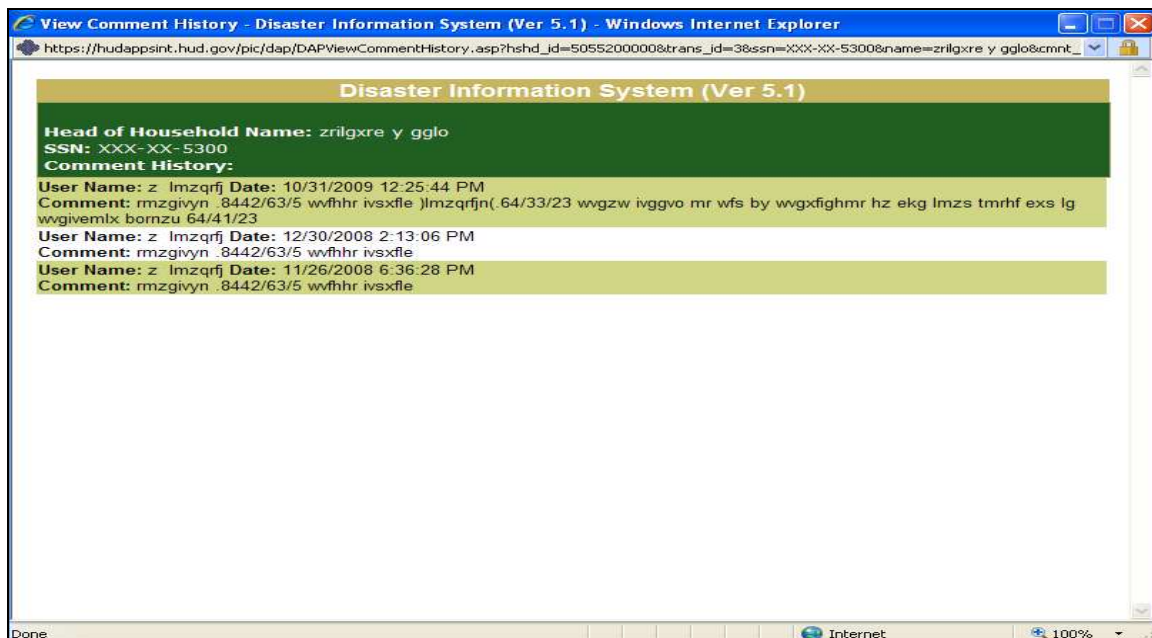 View Comment History - Disaster Information System (Ver 5.1) - Windows Internet Explorer
https://hudappsint.hud.gov/pic/dap/DAPViewCommentHistory.asp?hshd_id=5055200000&trans_id=3&ssn=XXX-XX-5300&name=zrilgxre y gglo&cmnt_
Disaster Information System (Ver 5.1)
Head of Household Name: zrilgxre y gglo
SSN: XXX-XX-5300
Comment History:
User Name: z lmzqrfj Date: 10/31/2009 12:25:44 PM
Comment: rmzgivyn .8442/63/5 wvfhhr ivsxfle )lmzqrfjn(.64/33/23 wvgzw ivggvo mr wfs by wvgxfighmr hz ekg lmzs tmrhf exs lg
wvgivemlx bornzu 64/41/23
User Name: z lmzqrfj Date: 12/30/2008 2:13:06 PM
Comment: rmzgivyn .8442/63/5 wvfhhr ivsxfle
User Name: z lmzqrfj Date: 11/26/2008 6:36:28 PM
Comment: rmzgivyn .8442/63/5 wvfhhr ivsxfle
Done
Internet
100%